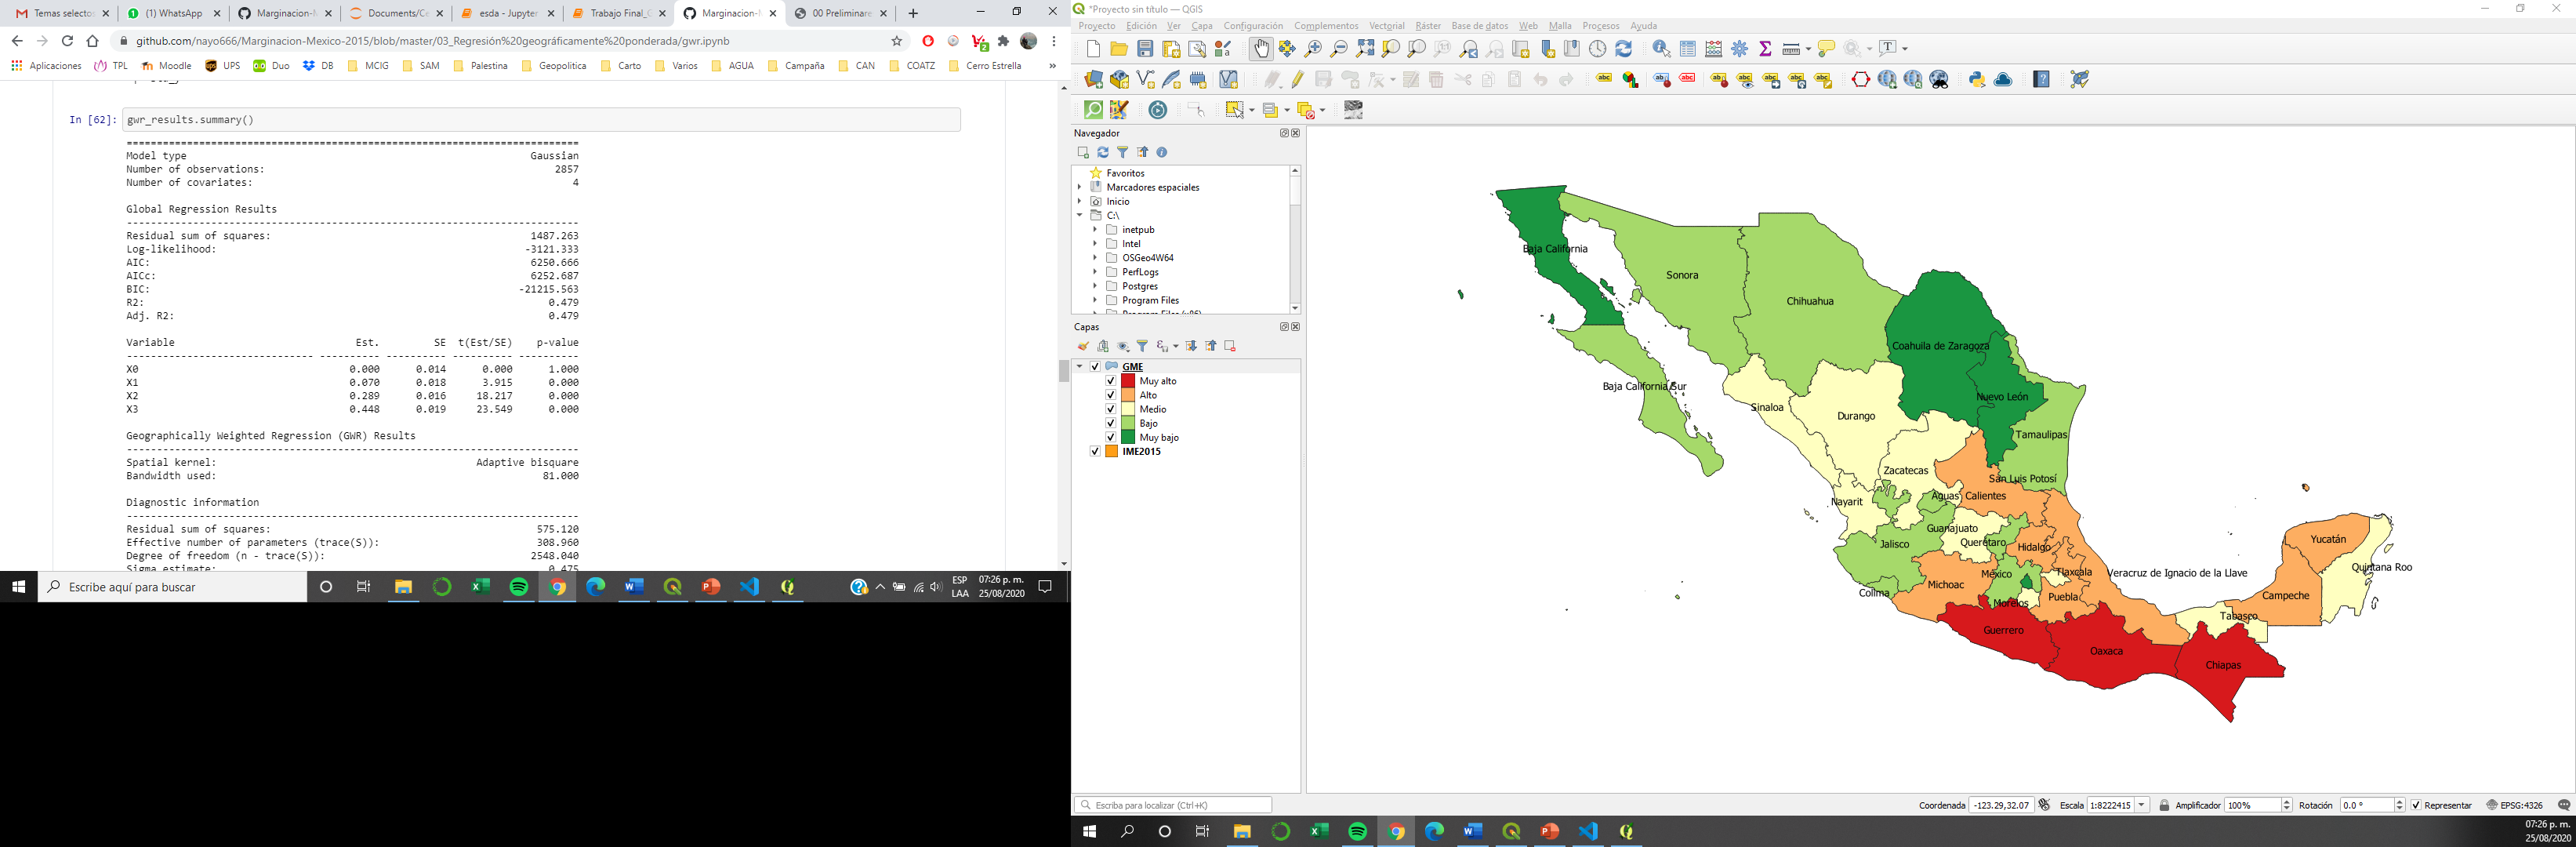 Temas selecto
(1) WhatsApp
Marginacion-M
Documents/Ce
esda - Jupyter
Trabajo Final_C
Marginacion-M
00 Preliminare
github.com/nayo666/Marginacion-Mexico-2015/blob/master/03_Regresión%20geográficamente%20ponderada/gwr.ipynb
Aplicaciones TPL Moodle UPS Duo DB MCIG SAM Palestina Geopolitica Carto Varios AGUA Campaña CAN COATZ Cerro Estrella »
In [62]: gwr_results.summary()
===========================================================================
Model type Gaussian
Number of observations: 2857
Number of covariates: 4
Global Regression Results
---------------------------------------------------------------------------
Residual sum of squares: 1487.263
Log-likelihood: -3121.333
AIC: 6250.666
AICc: 6252.687
BIC: -21215.563
R2: 0.479
Adj. R2: 0.479
Variable Est. SE t(Est/SE) p-value
------------------------------- ---------- ---------- ---------- ----------
X0 0.000 0.014 0.000 1.000
X1 0.070 0.018 3.915 0.000
X2 0.289 0.016 18.217 0.000
X3 0.448 0.019 23.549 0.000
Geographically Weighted Regression (GWR) Results
---------------------------------------------------------------------------
Spatial kernel: Adaptive bisquare
Bandwidth used: 81.000
Diagnostic information
---------------------------------------------------------------------------
Residual sum of squares: 575.120
Effective number of parameters (trace(S)): 308.960
Degree of freedom (n - trace(S)): 2548.040
Sigma estimate: 0.475
Escribe aquí para buscar
ESP
LAA
07:26 p. m.
25/08/2020
*Proyecto sin título — QGIS
Proyecto Edición Ver Capa Configuración Complementos Vectorial Ráster Base de datos Web Malla Procesos Ayuda
Navegador
Favoritos
Marcadores espaciales
Inicio
C:\
inetpub
Intel
OSGeo4W64
PerfLogs
Postgres
Program Files
Program Files (x86)
Capas
GME
Muy alto
Alto
Medio
Bajo
Muy bajo
IME2015
Baja California
Sonora
Chihuahua
Coahuila de Zaragoza
Baja California Sur
Nuevo León
Sinaloa
Durango
Tamaulipas
Zacatecas
San Luis Potosí
Nayarit
Aguas Calientes
Guanajuato
Jalisco
Querétaro
Hidalgo
Yucatán
Quintana Roo
México
Tlaxcala
Veracruz de Ignacio de la Llave
Michoac
Colima
Morelos
Puebla
Campeche
Tabasco
Guerrero
Oaxaca
Chiapas
Escriba para localizar (Ctrl+K)
Coordenada -123.29,32.07 Escala 1:8222415 Amplificador 100% Rotación 0.0 ° Representar EPSG:4326
07:26 p. m.
25/08/2020